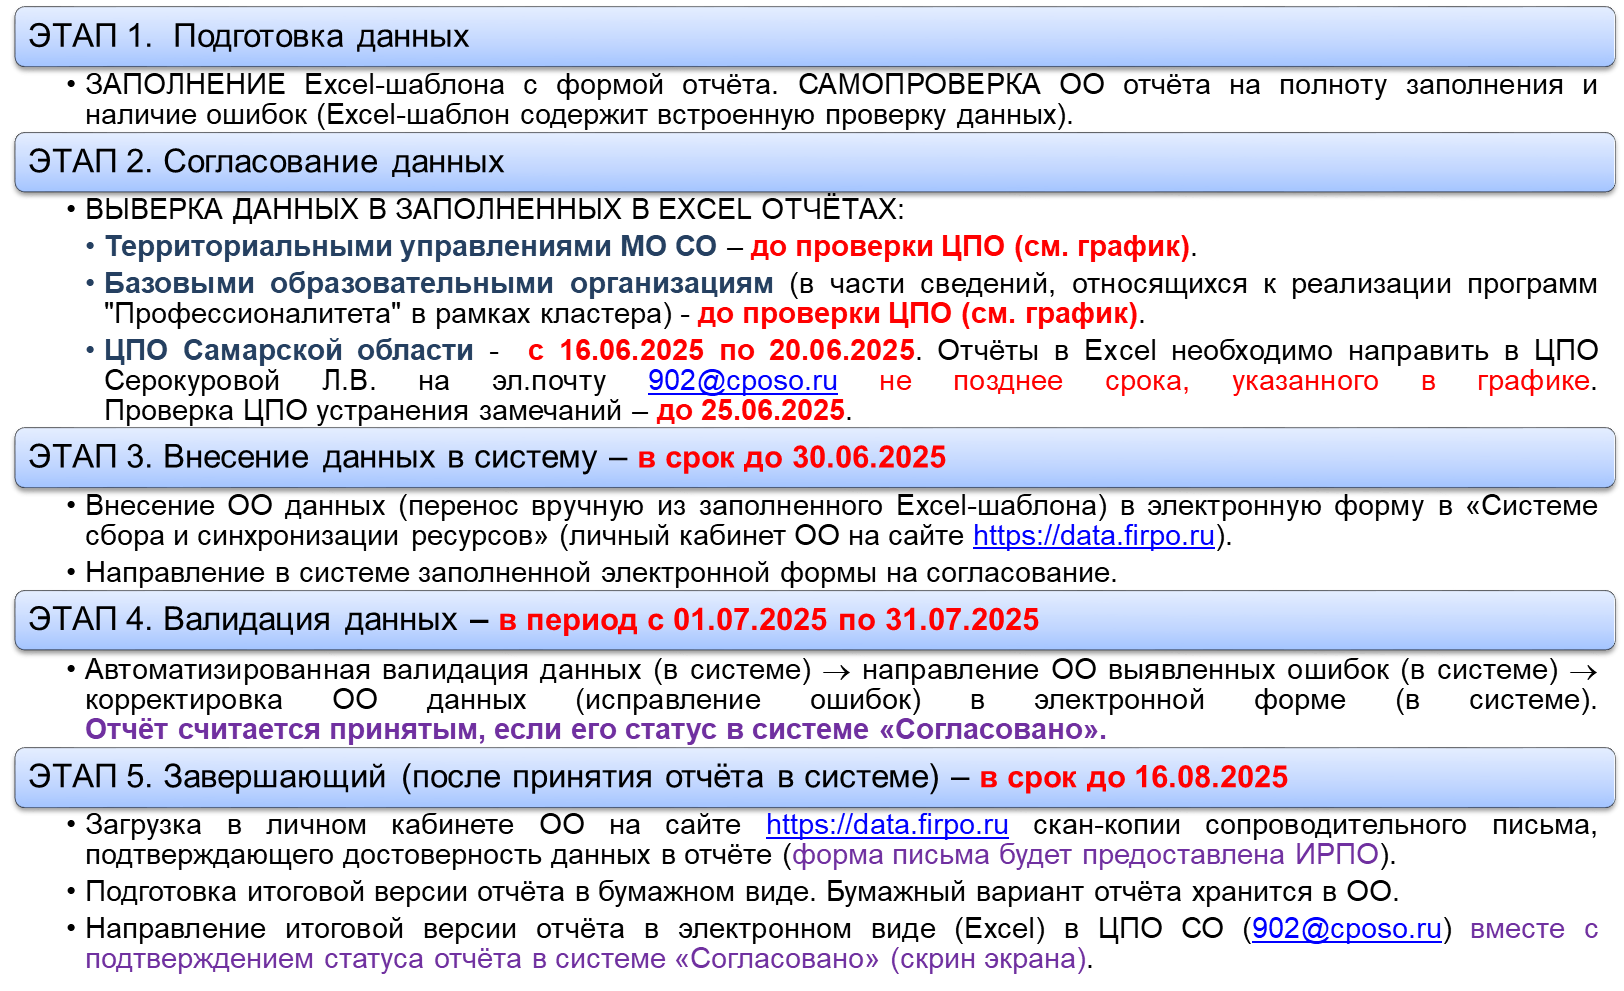 ЭТАП 1. Подготовка данных
• ЗАПОЛНЕНИЕ Excel-шаблона с формой отчёта. САМОПРОВЕРКА ОО отчёта на полноту заполнения и
наличие ошибок (Excel-шаблон содержит встроенную проверку данных).
ЭТАП 2. Согласование данных
• ВЫВЕРКА ДАННЫХ В ЗАПОЛНЕННЫХ В EXCEL ОТЧЁТАХ:
• Территориальными управлениями МО СО – до проверки ЦПО (см. график).
• Базовыми образовательными организациям (в части сведений, относящихся к реализации программ
"Профессионалитета" в рамках кластера) - до проверки ЦПО (см. график).
• ЦПО Самарской области - с 16.06.2025 по 20.06.2025. Отчёты в Excel необходимо направить в ЦПО
Серокуровой Л.В. на эл.почту 902@cposo.ru не позднее срока, указанного в графике.
Проверка ЦПО устранения замечаний – до 25.06.2025.
ЭТАП 3. Внесение данных в систему – в срок до 30.06.2025
• Внесение ОО данных (перенос вручную из заполненного Excel-шаблона) в электронную форму в «Системе
сбора и синхронизации ресурсов» (личный кабинет ОО на сайте https://data.firpo.ru).
• Направление в системе заполненной электронной формы на согласование.
ЭТАП 4. Валидация данных – в период с 01.07.2025 по 31.07.2025
• Автоматизированная валидация данных (в системе) → направление ОО выявленных ошибок (в системе) →
корректировка ОО данных (исправление ошибок) в электронной форме (в системе).
Отчёт считается принятым, если его статус в системе «Согласовано».
ЭТАП 5. Завершающий (после принятия отчёта в системе) – в срок до 16.08.2025
• Загрузка в личном кабинете ОО на сайте https://data.firpo.ru скан-копии сопроводительного письма,
подтверждающего достоверность данных в отчёте (форма письма будет предоставлена ИРПО).
• Подготовка итоговой версии отчёта в бумажном виде. Бумажный вариант отчёта хранится в ОО.
• Направление итоговой версии отчёта в электронном виде (Excel) в ЦПО СО (902@cposo.ru) вместе с
подтверждением статуса отчёта в системе «Согласовано» (скрин экрана).